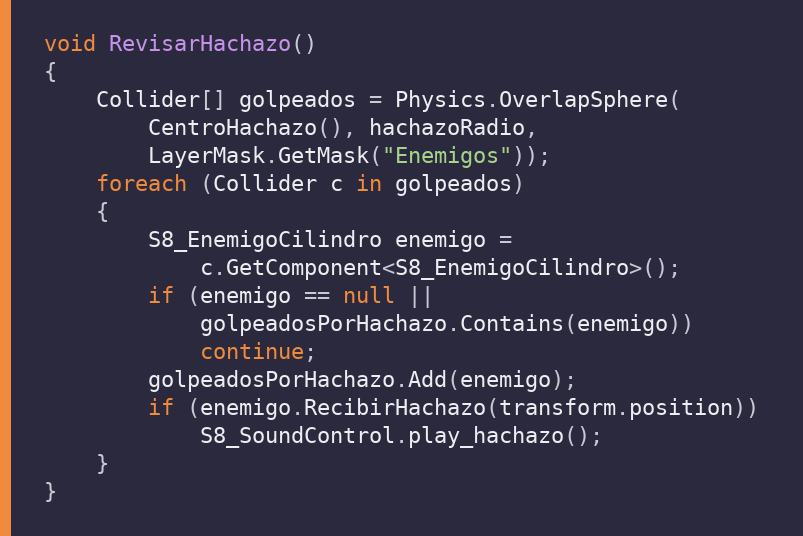 void RevisarHachazo()
{
    Collider[] golpeados = Physics.OverlapSphere(
        CentroHachazo(), hachazoRadio,
        LayerMask.GetMask("Enemigos"));
    foreach (Collider c in golpeados)
    {
        S8_EnemigoCilindro enemigo =
            c.GetComponent<S8_EnemigoCilindro>();
        if (enemigo == null ||
            golpeadosPorHachazo.Contains(enemigo))
            continue;
        golpeadosPorHachazo.Add(enemigo);
        if (enemigo.RecibirHachazo(transform.position))
            S8_SoundControl.play_hachazo();
    }
}